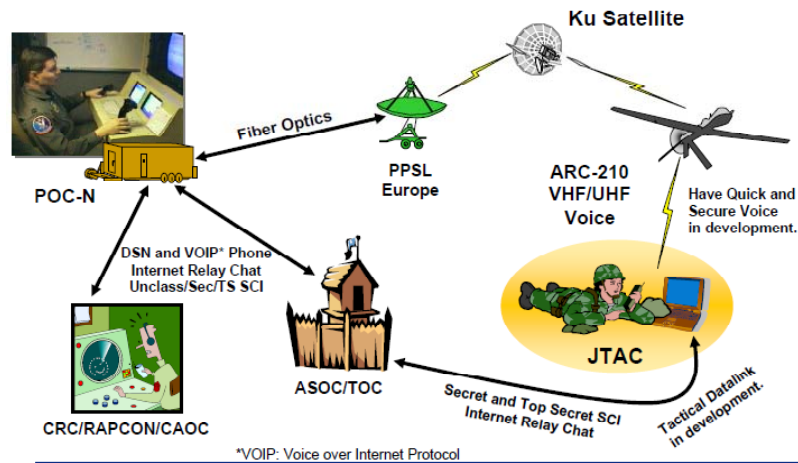 Ku Satellite
Fiber Optics
PPSL
Europe
ARC-210
VHF/UHF
Voice
Have Quick and
Secure Voice
in development.
POC-N
DSN and VOIP* Phone
Internet Relay Chat
Unclass/Sec/TS SCI
JTAC
ASOC/TOC
Secret and Top Secret SCI
Internet Relay Chat
Tactical Datalink
in development.
CRC/RAPCON/CAOC
*VOIP: Voice over Internet Protocol